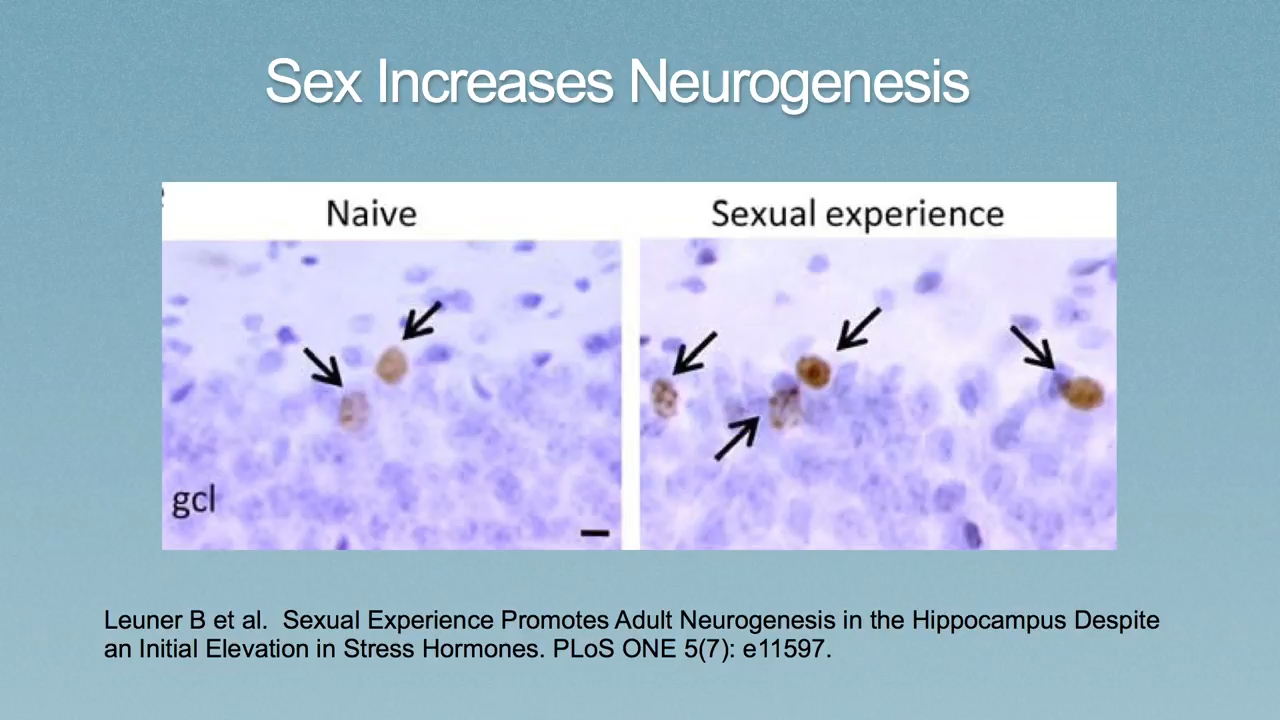 Sex Increases Neurogenesis
Naive
Sexual experience
gcl
Leuner B et al.  Sexual Experience Promotes Adult Neurogenesis in the Hippocampus Despite
an Initial Elevation in Stress Hormones. PLoS ONE 5(7): e11597.